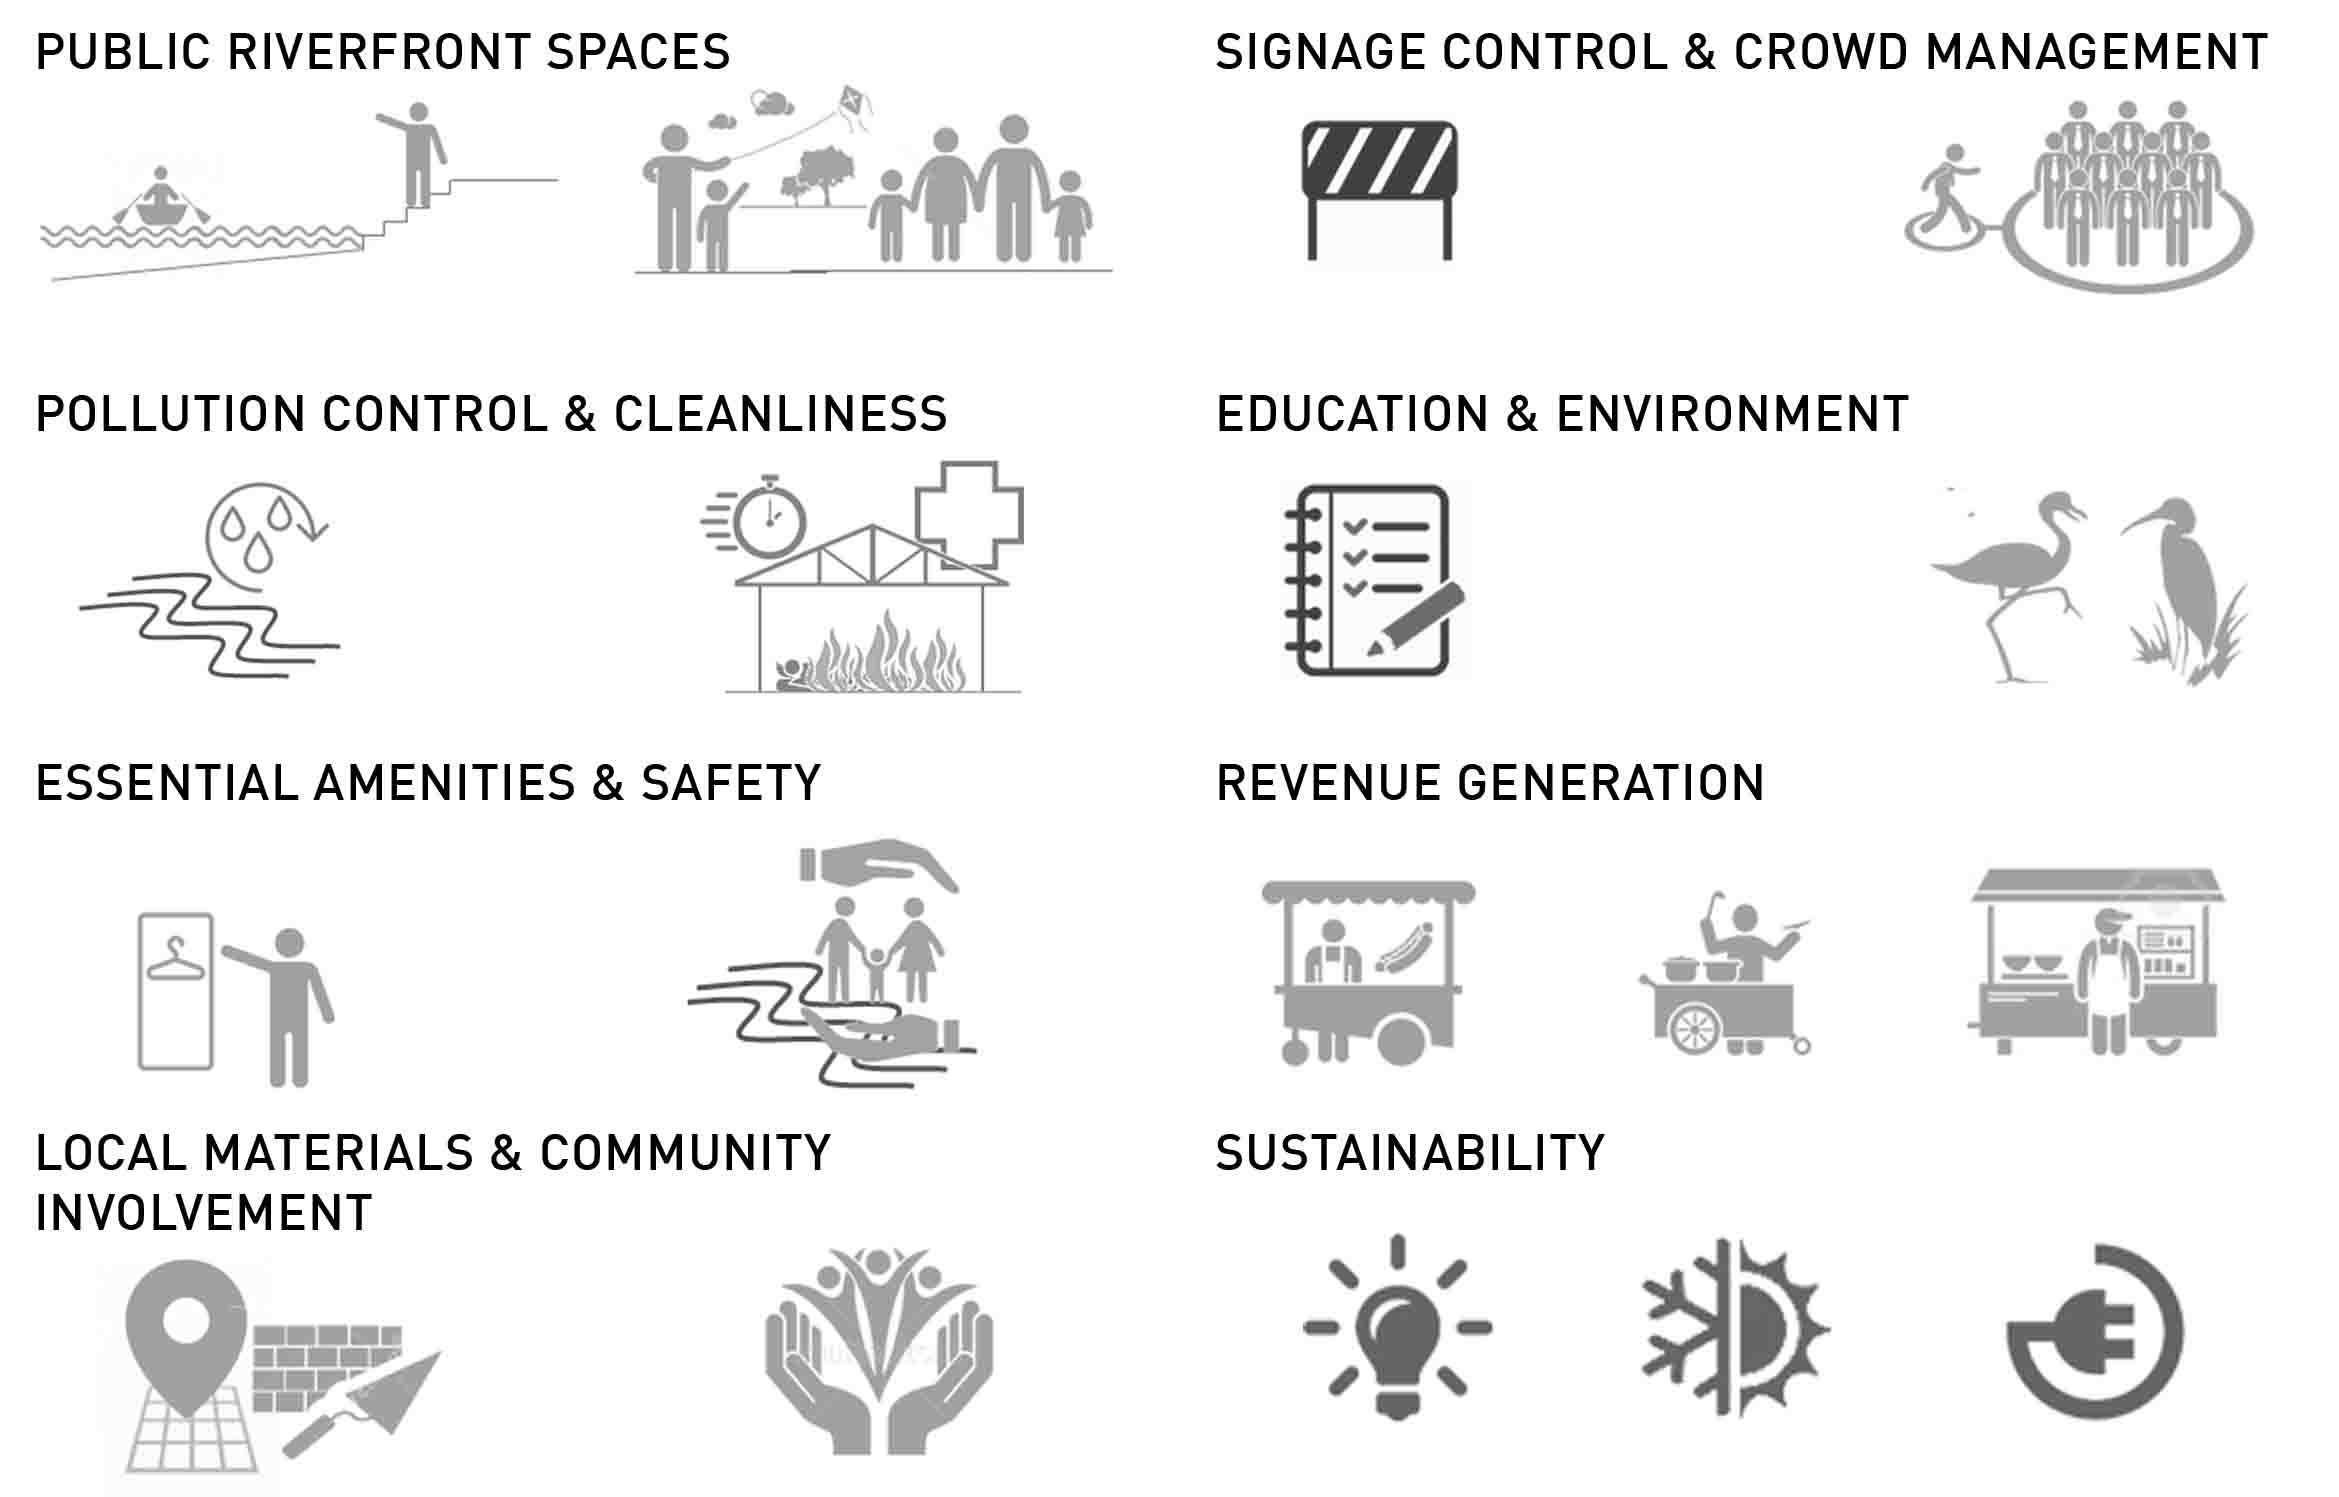 PUBLIC RIVERFRONT SPACES
SIGNAGE CONTROL & CROWD MANAGEMENT
POLLUTION CONTROL & CLEANLINESS
EDUCATION & ENVIRONMENT
ESSENTIAL AMENITIES & SAFETY
REVENUE GENERATION
LOCAL MATERIALS & COMMUNITY
INVOLVEMENT
SUSTAINABILITY